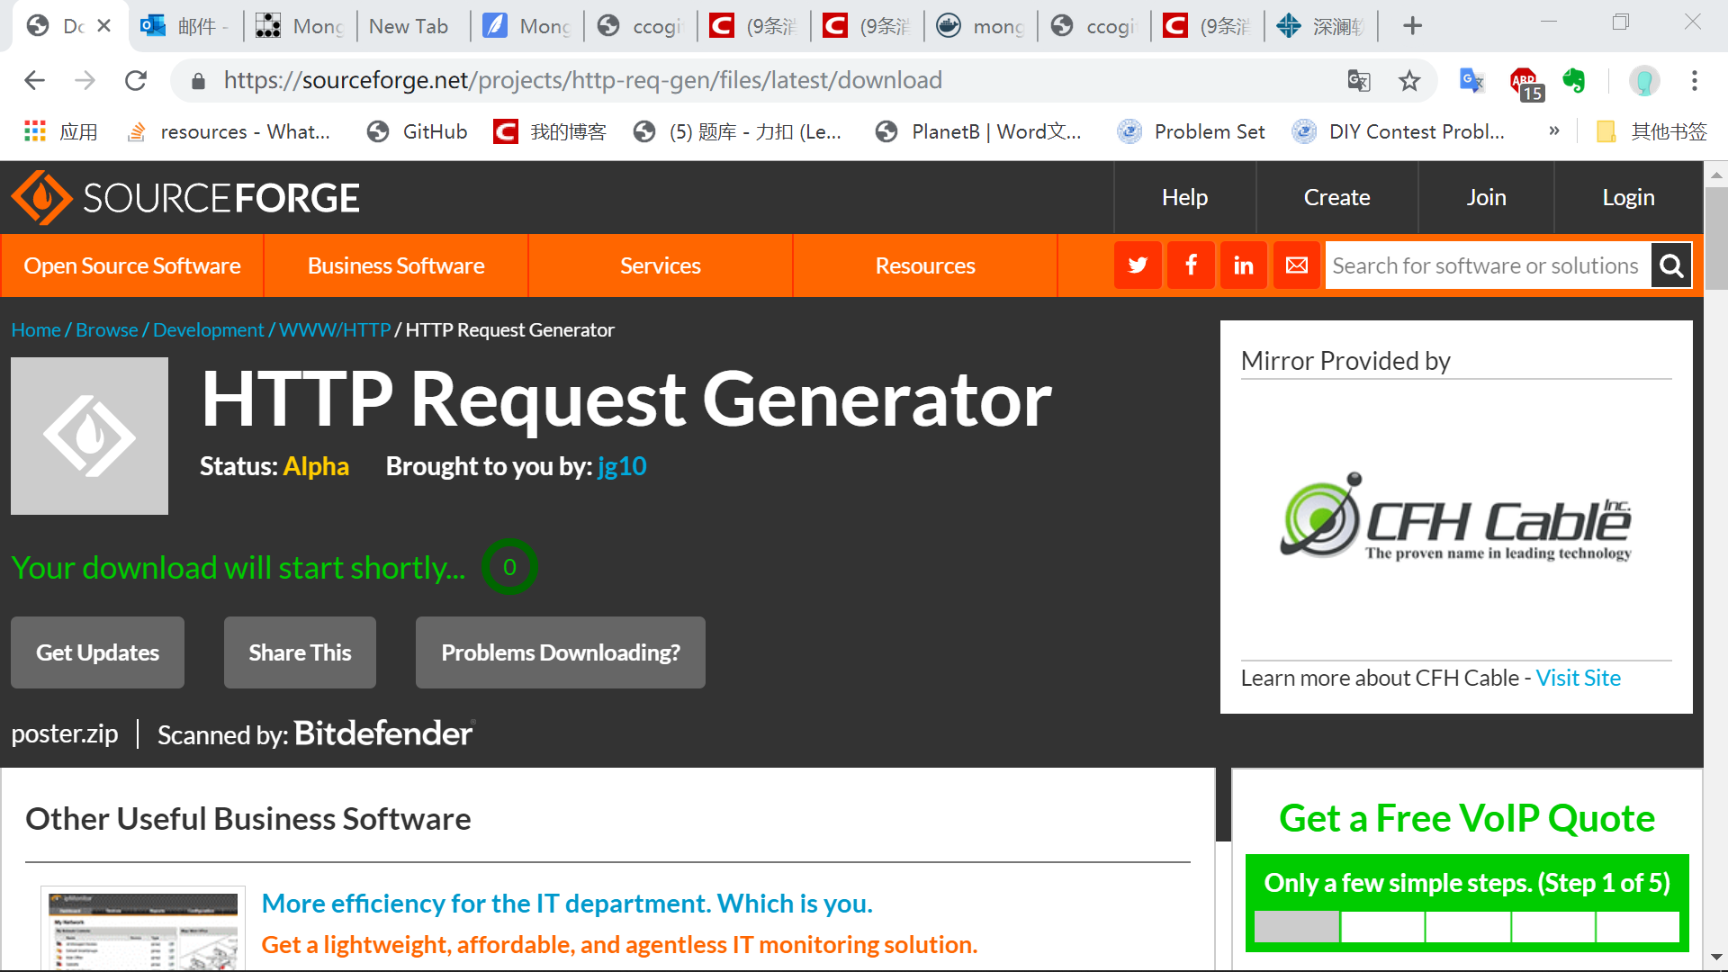 Dc
邮件 -
Mong
New Tab
Mong
ccogi
(9条消
(9条消
mong
ccogi
(9条消
深澜软
https://sourceforge.net/projects/http-req-gen/files/latest/download
ABP
15
应用
resources - What...
GitHub
我的博客
(5) 题库 - 力扣 (Le...
PlanetB | Word文...
Problem Set
DIY Contest Probl...
»
其他书签
SOURCEFORGE
Help
Create
Join
Login
Open Source Software
Business Software
Services
Resources
Search for software or solutions
Home / Browse / Development / WWW/HTTP / HTTP Request Generator
HTTP Request Generator
Status: Alpha
Brought to you by: jg10
Your download will start shortly...
0
Get Updates
Share This
Problems Downloading?
poster.zip
Scanned by: Bitdefender
Mirror Provided by
CFH Cable Inc.
The proven name in leading technology
Learn more about CFH Cable - Visit Site
Other Useful Business Software
More efficiency for the IT department. Which is you.
Get a lightweight, affordable, and agentless IT monitoring solution.
Get a Free VoIP Quote
Only a few simple steps. (Step 1 of 5)